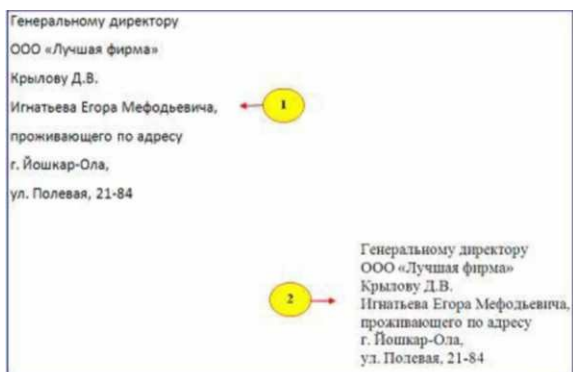 Генеральному директору
ООО «Лучшая фирма»
Крылову Д.В.
Игнатьева Егора Мефодьевича,
1
проживающего по адресу
г. Йошкар-Ола,
ул. Полевая, 21-84
Генеральному директору
ООО «Лучшая фирма»
Крылову Д.В.
2
Игнатьева Егора Мефодьевича,
проживающего по адресу
г. Йошкар-Ола,
ул. Полевая, 21-84